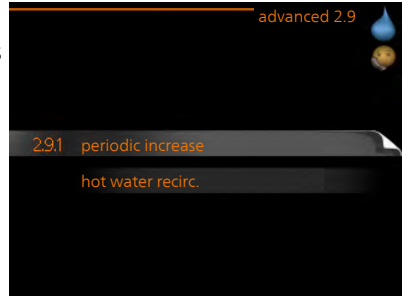 advanced 2.9
2.9.1 periodic increase
hot water recirc.